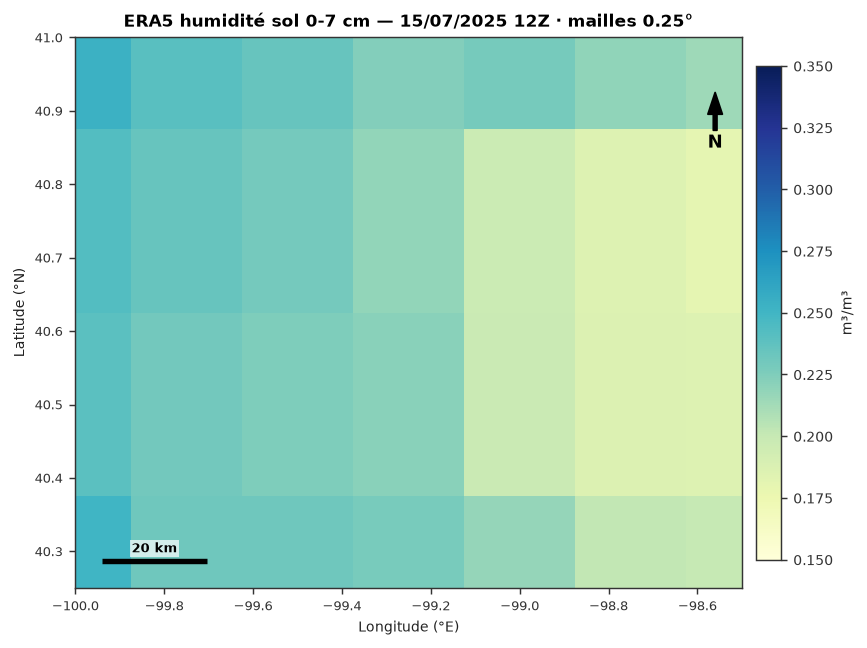 ERA5 humidité sol 0-7 cm — 15/07/2025 12Z · mailles 0.25°
41.0
40.9
40.8
40.7
40.6
40.5
40.4
40.3
Latitude (°N)
N
20 km
−100.0 −99.8 −99.6 −99.4 −99.2 −99.0 −98.8 −98.6
Longitude (°E)
0.350
0.325
0.300
0.275
0.250
0.225
0.200
0.175
0.150
m³/m³